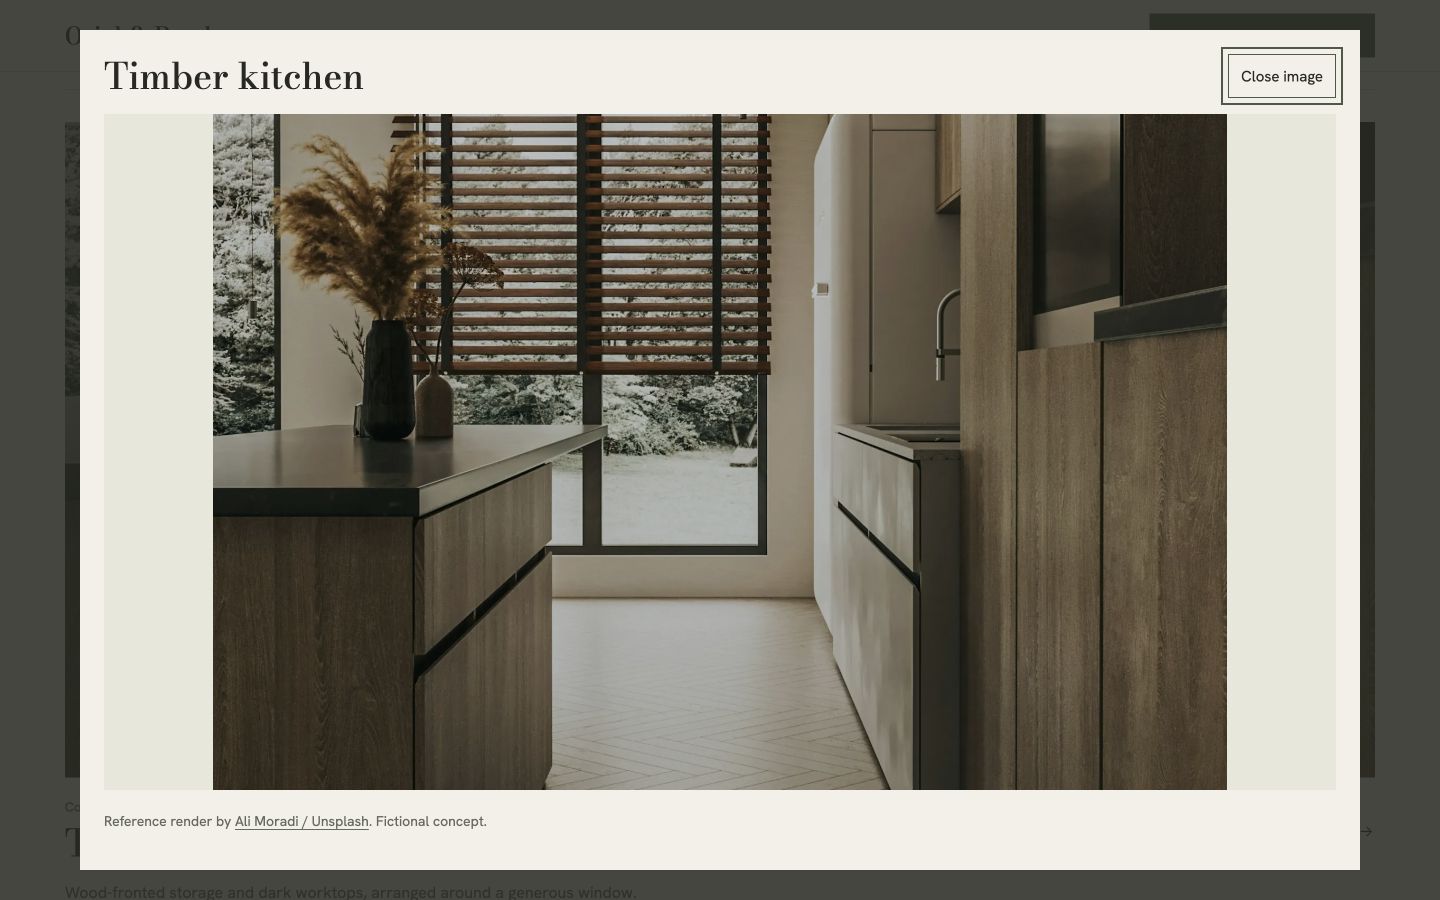 Timber kitchen
Close image
Reference render by Ali Moradi / Unsplash. Fictional concept.
Wood-fronted storage and dark worktops, arranged around a generous window.